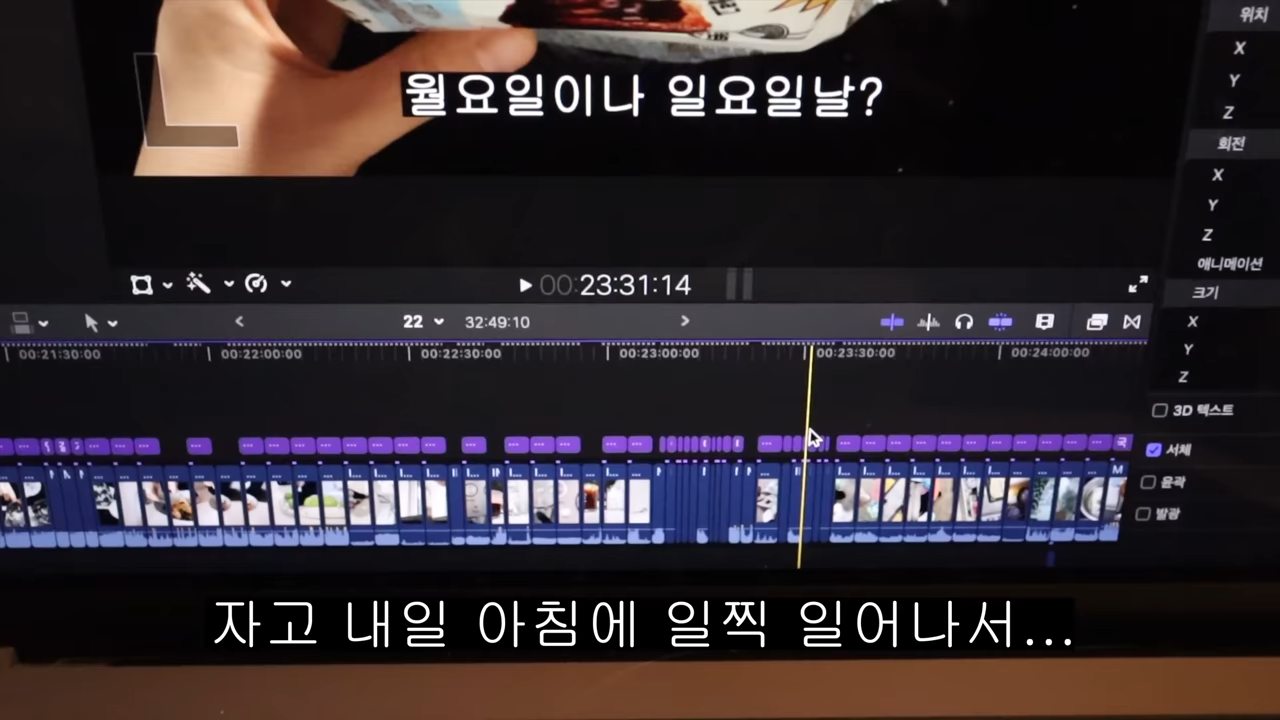 위치
X
월요일이나 일요일날?
Y
Z
회전
X
Y
Z
애니메이션
00:23:31:14
크기
22 32:49:10
X
00:21:30:00 00:22:00:00 00:22:30:00 00:23:00:00 00:23:30:00 00:24:00:00
Y
Z
3D 텍스트
서체
윤곽
발광
자고 내일 아침에 일찍 일어나서...